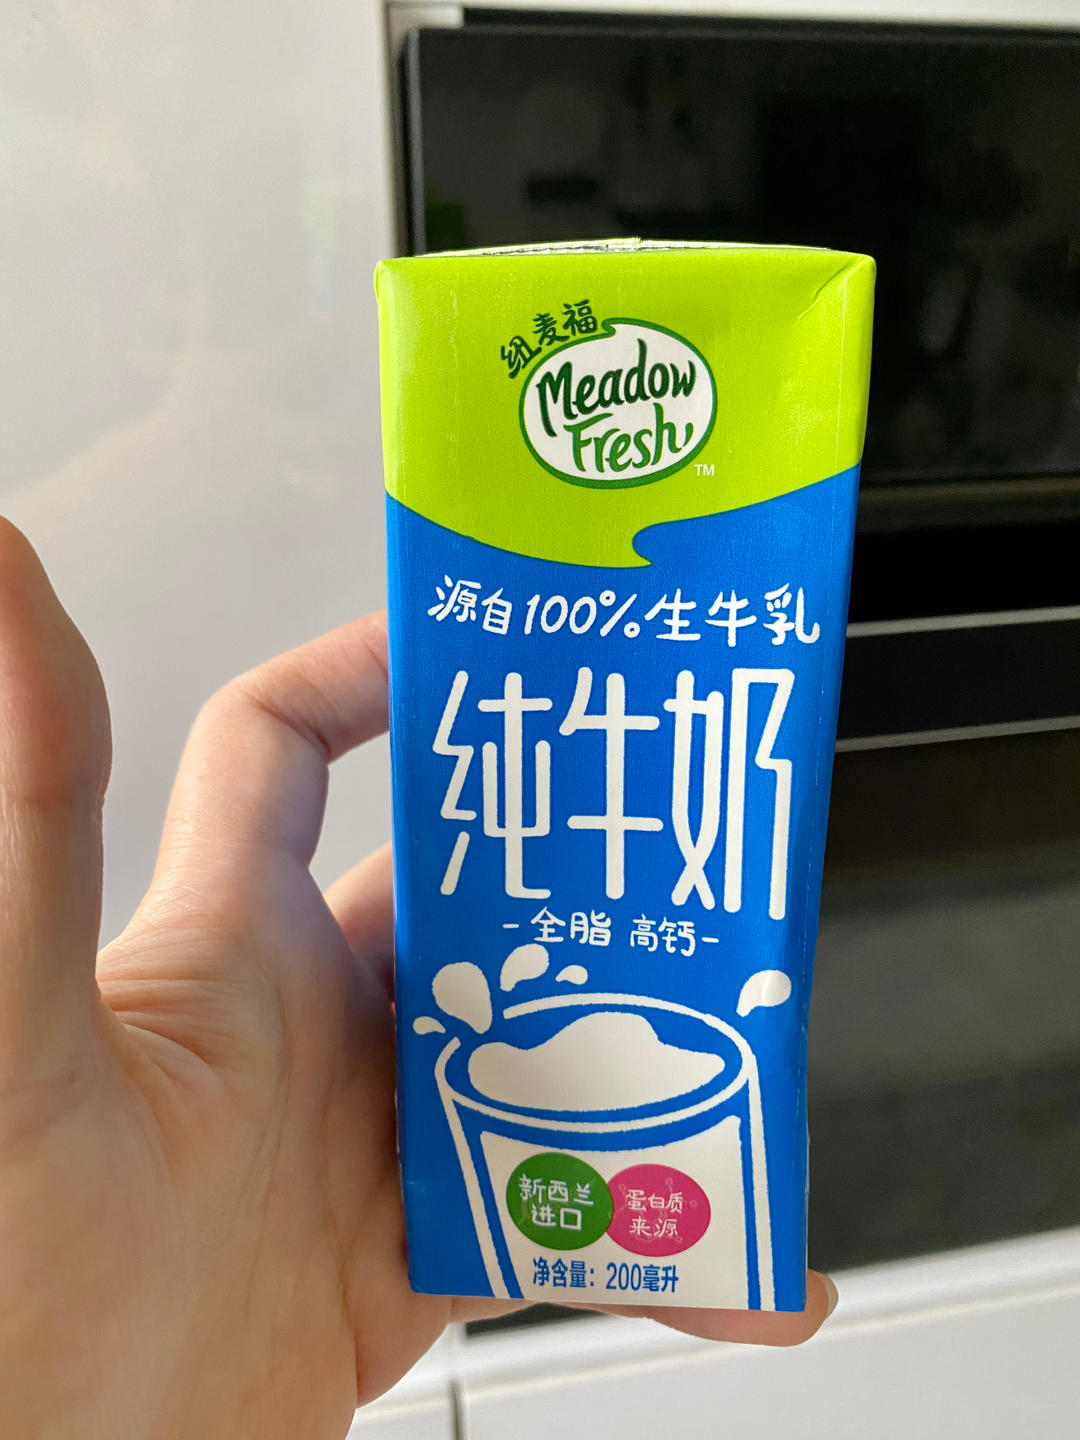 纽麦福
Meadow
Fresh
TM
源自100%生牛乳
纯牛奶
-全脂 高钙-
新西兰
进口
蛋白质
来源
净含量：200毫升